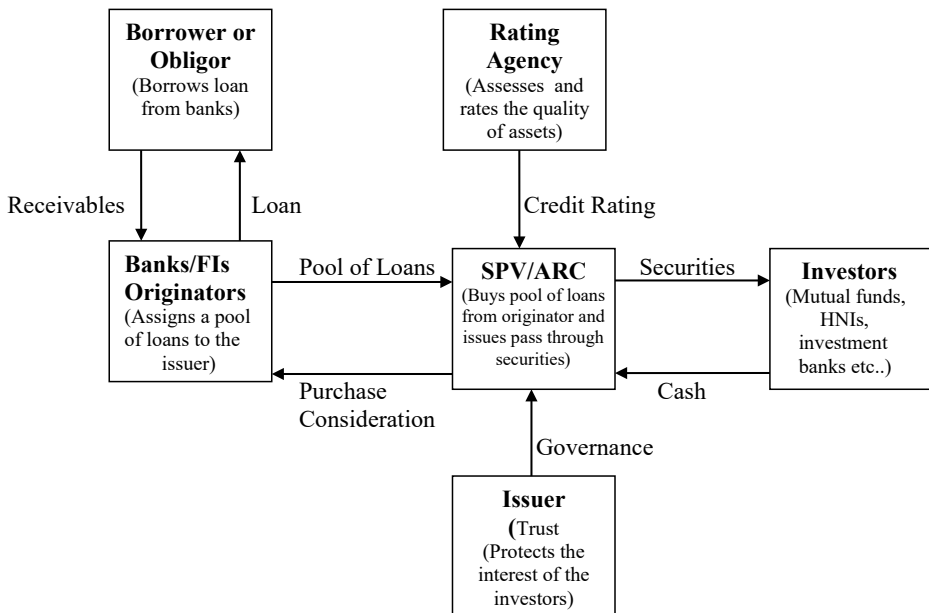 Borrower or
Obligor
(Borrows loan
from banks)
Rating
Agency
(Assesses and
rates the quality
of assets)
Receivables
Loan
Credit Rating
Banks/FIs
Originators
(Assigns a pool
of loans to the
issuer)
Pool of Loans
SPV/ARC
(Buys pool of loans
from originator and
issues pass through
securities)
Securities
Investors
(Mutual funds,
HNIs,
investment
banks etc..)
Purchase
Consideration
Cash
Governance
Issuer
(Trust
(Protects the
interest of the
investors)